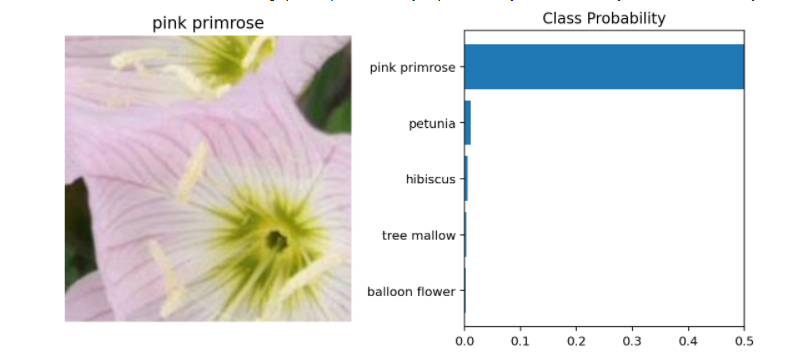 pink primrose
Class Probability
pink primrose
petunia
hibiscus
tree mallow
balloon flower
0.0 0.1 0.2 0.3 0.4 0.5